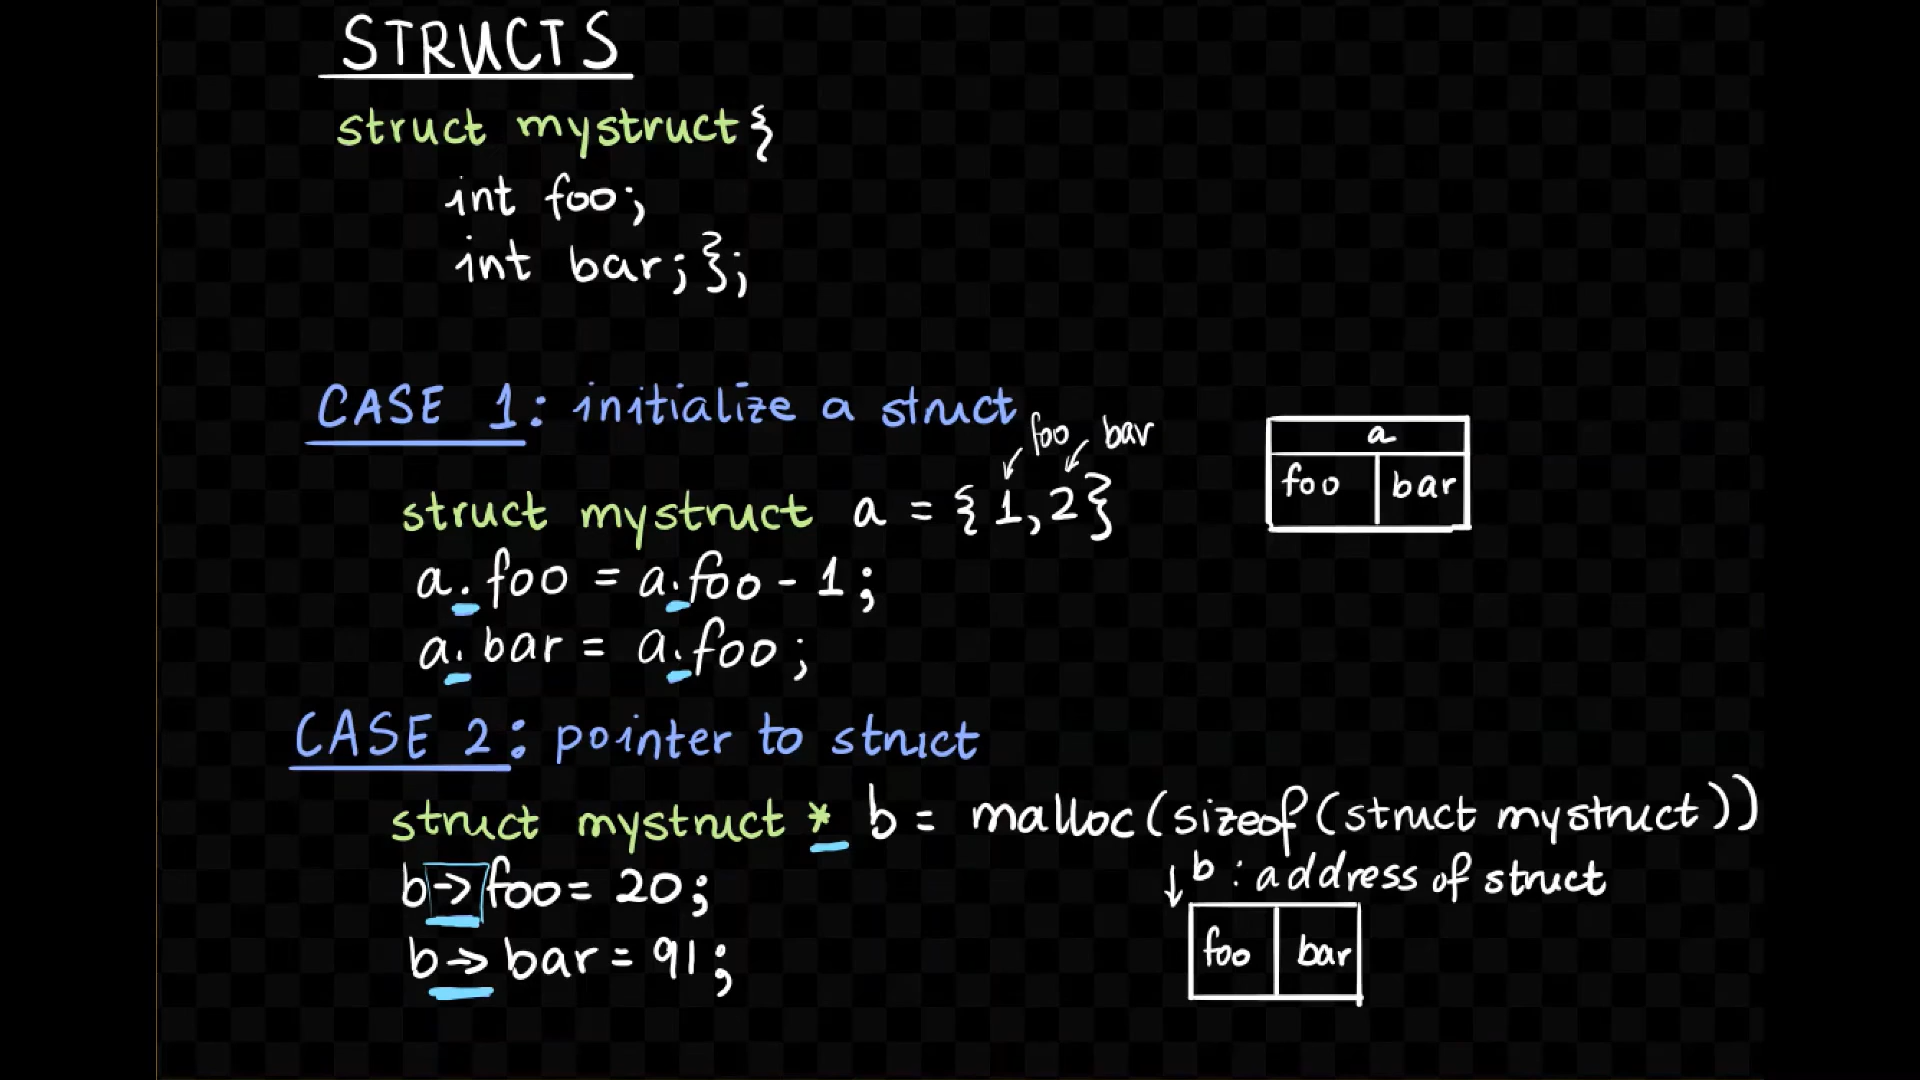 STRUCTS
struct mystruct{
int foo;
int bar; };
CASE 1: initialize a struct
foo bar
struct mystruct a = {1,2}
a
foo bar
a.foo = a.foo - 1;
a.bar = a.foo;
CASE 2: pointer to struct
struct mystruct * b = malloc(sizeof(struct mystruct))
b->foo = 20;
↓ b : address of struct
b-> bar = 91;
foo bar